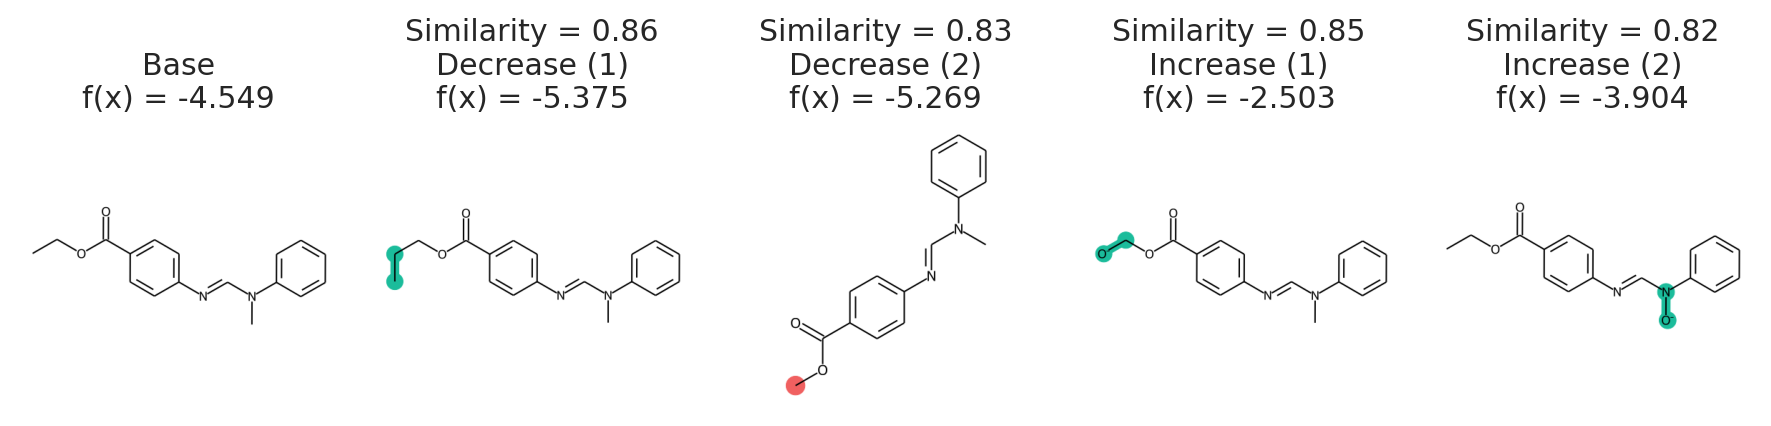 Base
f(x) = -4.549
Similarity = 0.86
Decrease (1)
f(x) = -5.375
Similarity = 0.83
Decrease (2)
f(x) = -5.269
Similarity = 0.85
Increase (1)
f(x) = -2.503
Similarity = 0.82
Increase (2)
f(x) = -3.904
O
O
N
N
O
O
N
N
N
N
O
O
O
O
O
N
N
O
O
N
N
O⁻